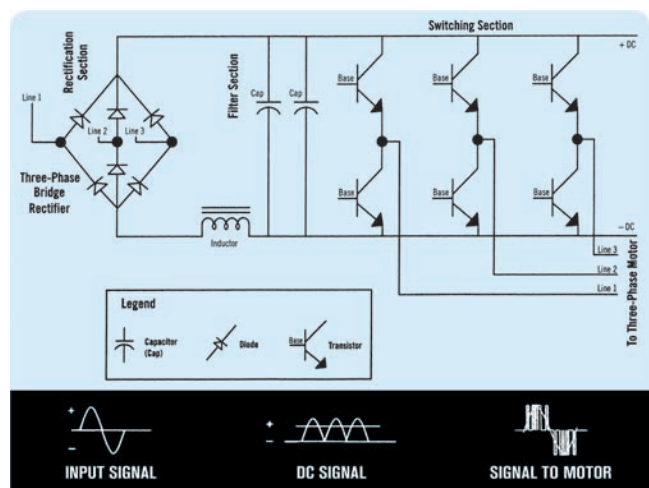 Switching Section
+ DC
Rectification
Section
Line 1
Line 2
Line 3
Three-Phase
Bridge
Rectifier
Filter Section
Cap
Cap
Base
Base
Base
Base
Base
Base
Inductor
− DC
Line 3
Line 2
Line 1
To Three-Phase Motor
Legend
Capacitor
(Cap)
Diode
Base
Transistor
+
−
INPUT SIGNAL
+
−
DC SIGNAL
+
−
SIGNAL TO MOTOR